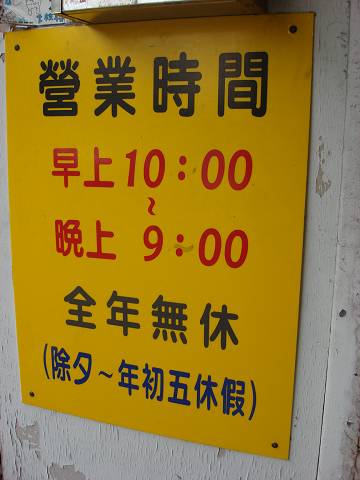 營業時間
早上10：00
~
晚上 9：00
全年無休
(除夕~年初五休假)